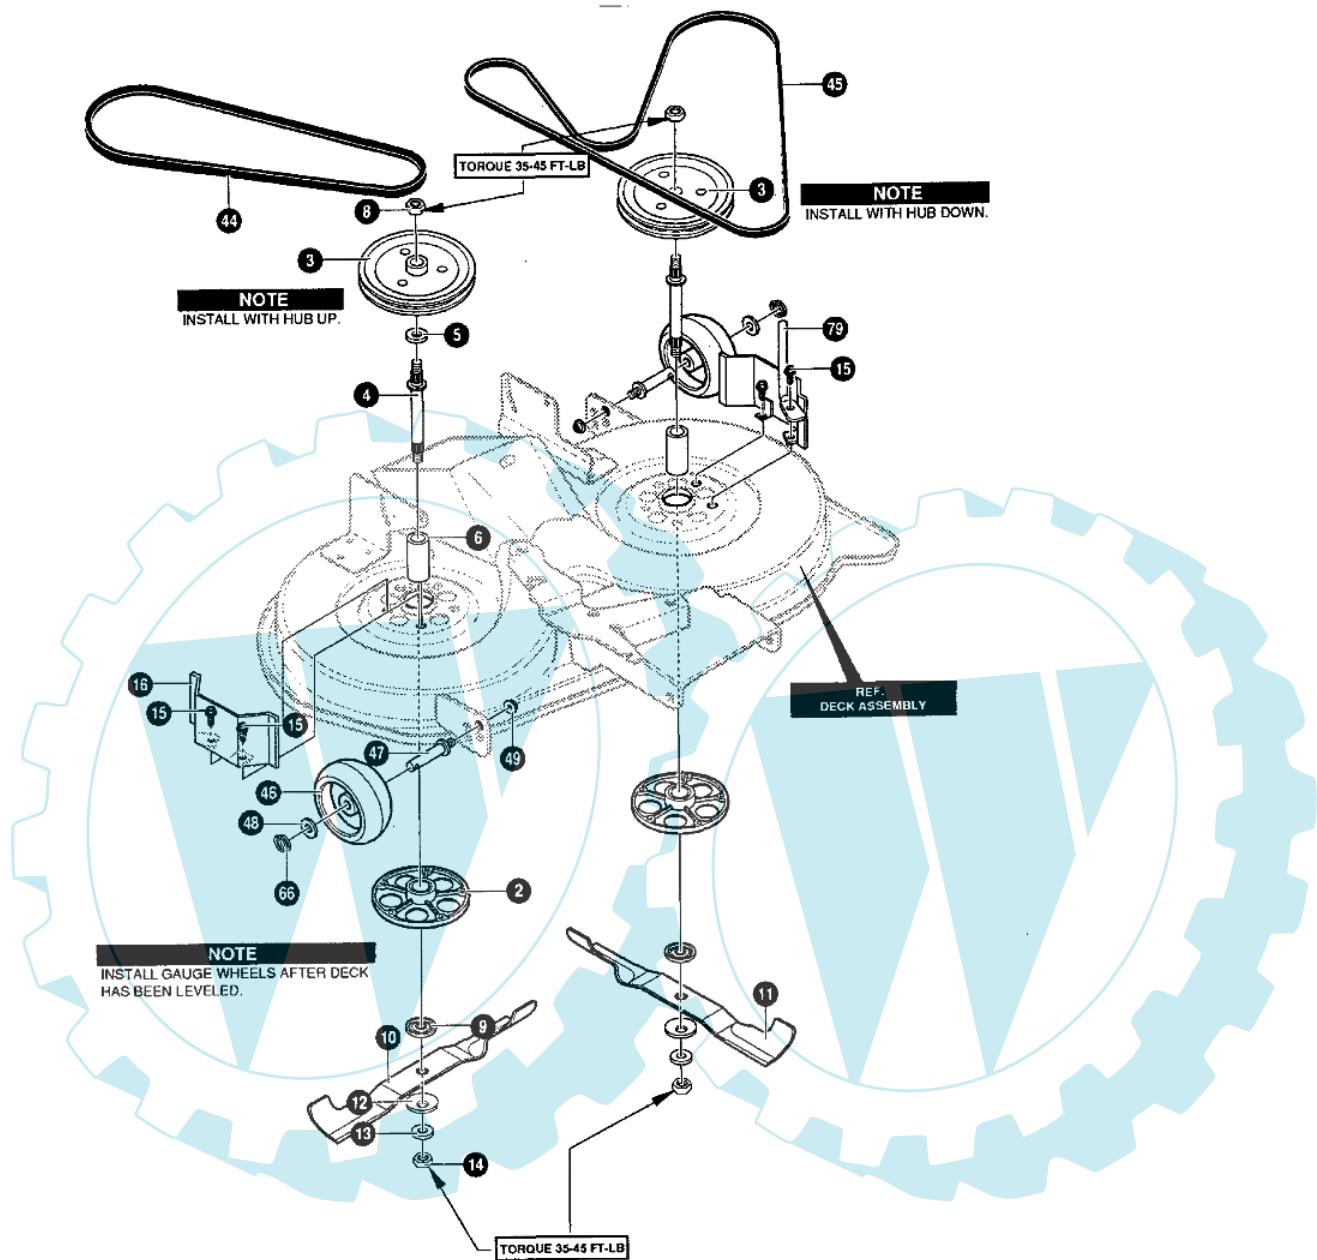 45
TORQUE 35-45 FT-LB
3
NOTE
INSTALL WITH HUB DOWN.
44
8
3
NOTE
INSTALL WITH HUB UP.
5
79
15
4
6
16
15
15
REF.
DECK ASSEMBLY
47
49
46
48
66
2
NOTE
INSTALL GAUGE WHEELS AFTER DECK
HAS BEEN LEVELED.
11
9
10
12
13
14
TORQUE 35-45 FT-LB